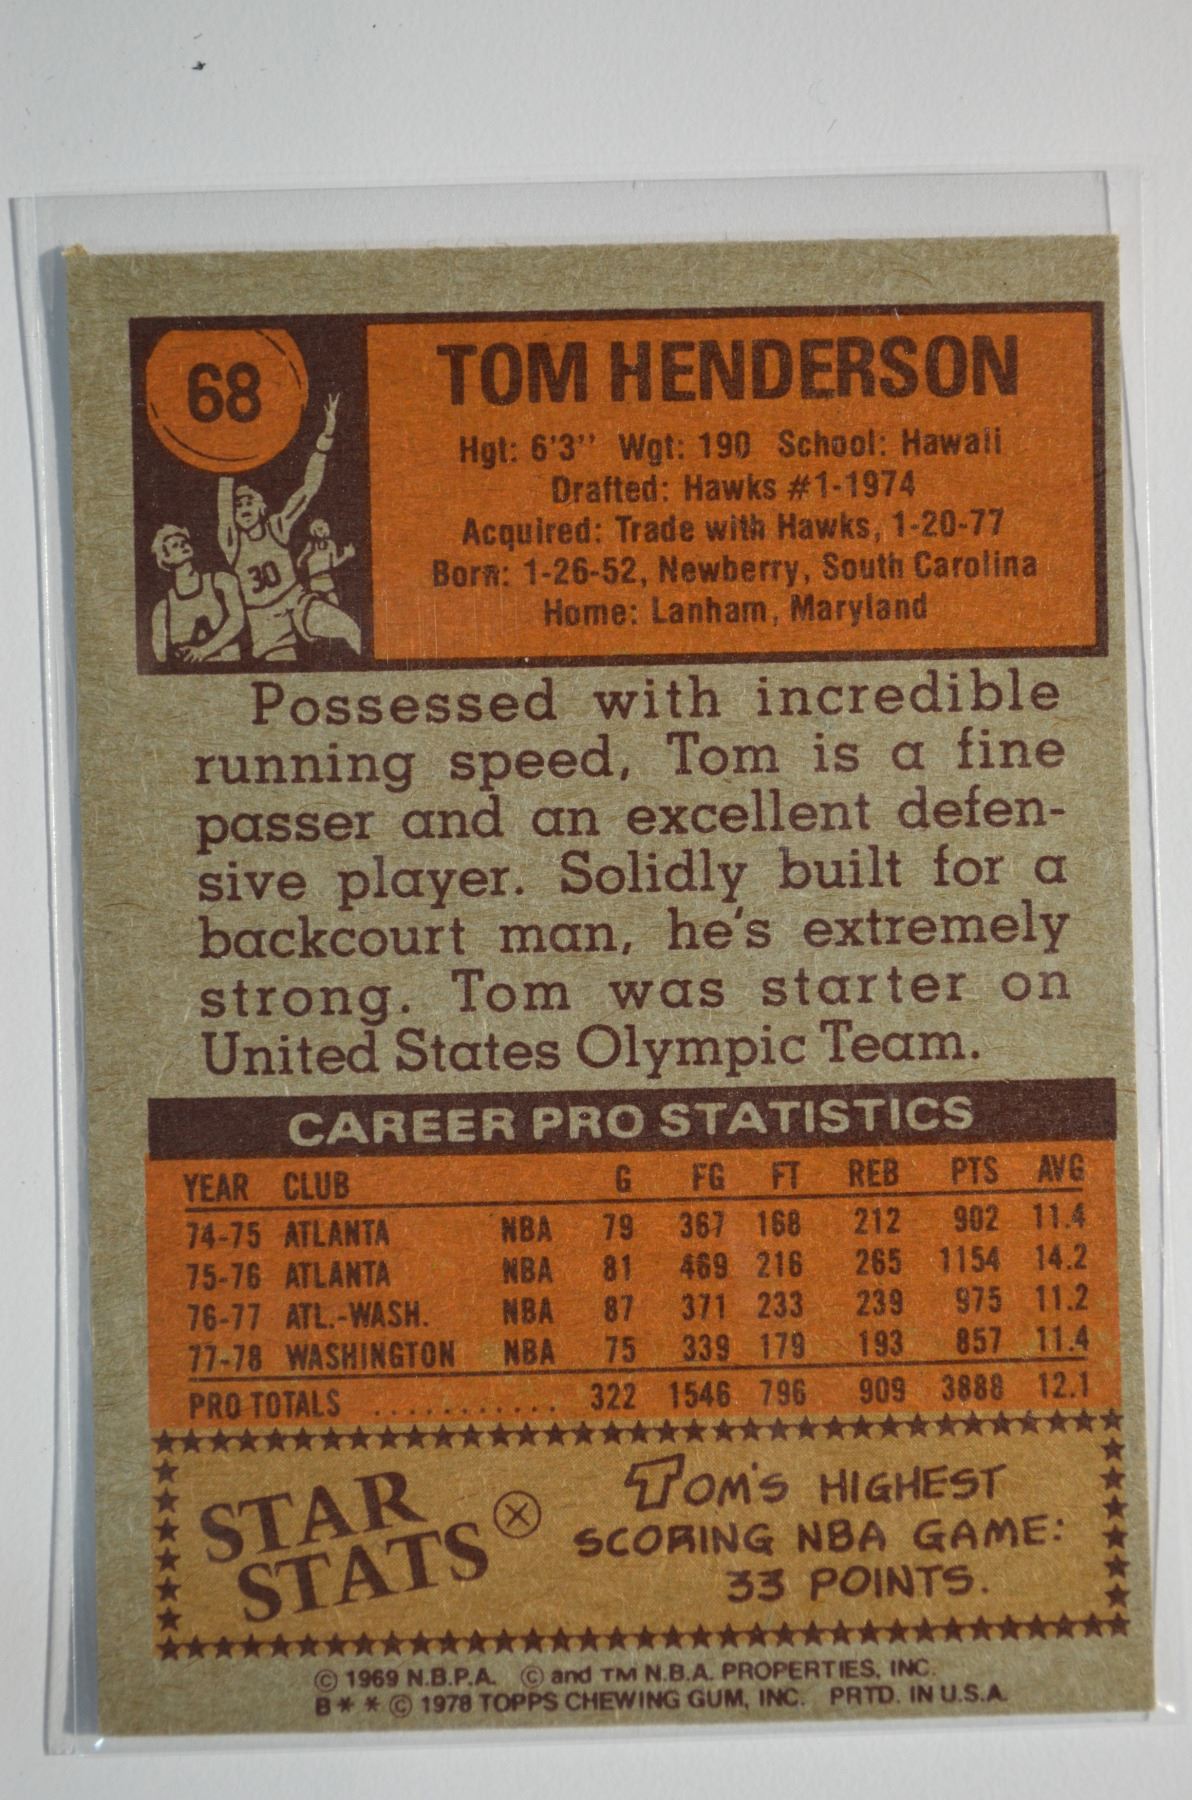 68
TOM HENDERSON
Hgt: 6'3" Wgt: 190 School: Hawaii
Drafted: Hawks #1-1974
Acquired: Trade with Hawks, 1-20-77
Born: 1-26-52, Newberry, South Carolina
Home: Lanham, Maryland
30
A
Possessed with incredible
running speed, Tom is a fine
passer and an excellent defen-
sive player. Solidly built for a
backcourt man, he's extremely
strong. Tom was starter on
United States Olympic Team.
CAREER PRO STATISTICS
YEAR CLUB G FG FT REB PTS AVG
74-75 ATLANTA NBA 79 367 168 212 902 11.4
75-76 ATLANTA NBA 81 469 216 265 1154 14.2
76-77 ATL.-WASH. NBA 87 371 233 239 975 11.2
77-78 WASHINGTON NBA 75 339 179 193 857 11.4
PRO TOTALS ........... 322 1546 796 909 3888 12.1
STAR
STATS
TOM'S HIGHEST
SCORING NBA GAME:
33 POINTS.
© 1969 N.B.P.A. © and TM N.B.A. PROPERTIES, INC.
B * * © 1978 TOPPS CHEWING GUM, INC. PRTD. IN U.S.A.